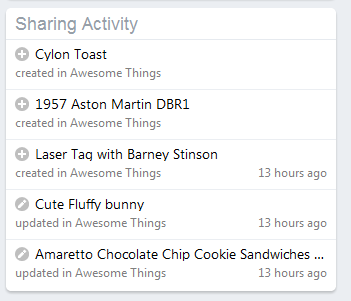 Sharing Activity
Cylon Toast
created in Awesome Things
1957 Aston Martin DBR1
created in Awesome Things
Laser Tag with Barney Stinson
created in Awesome Things 13 hours ago
Cute Fluffy bunny
updated in Awesome Things 13 hours ago
Amaretto Chocolate Chip Cookie Sandwiches ...
updated in Awesome Things 13 hours ago